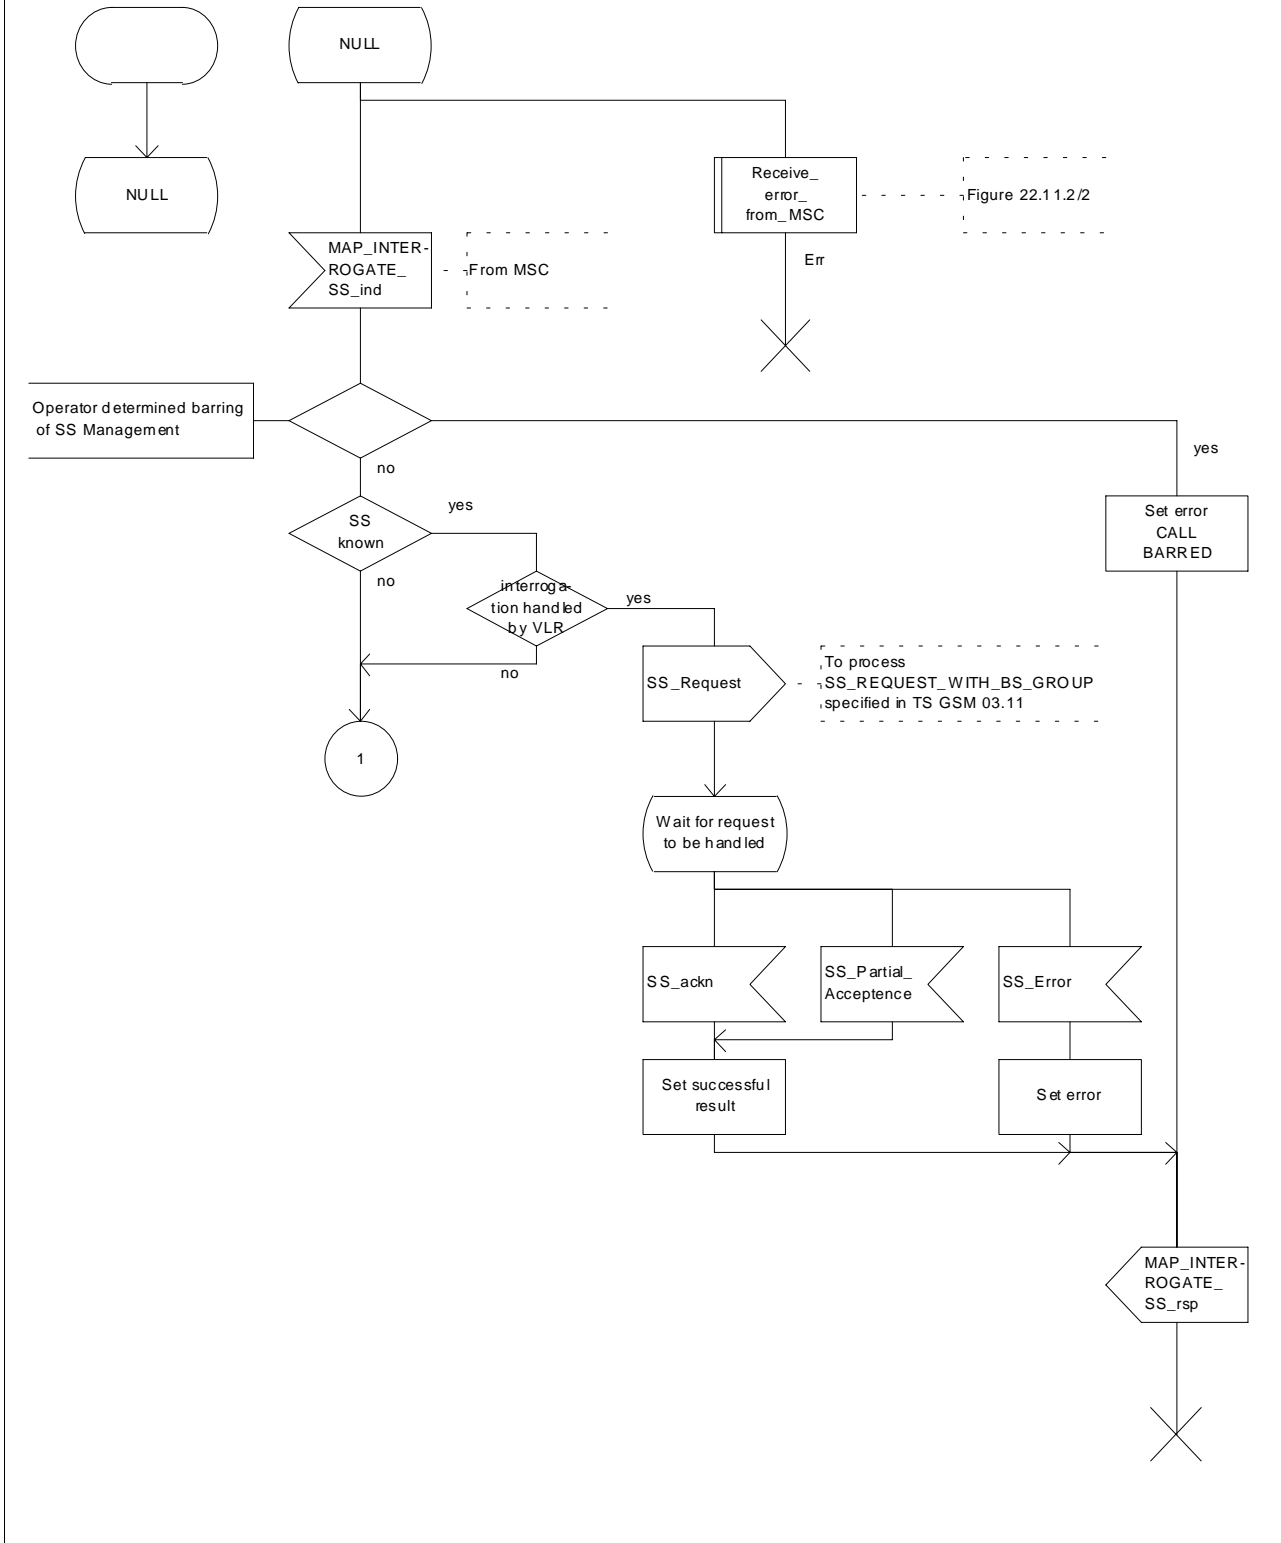 NULL
NULL
Receive_
error_
from_MSC
Figure 22.11.2/2
MAP_INTER-
ROGATE_
SS_ind
From MSC
Err
Operator determined barring
of SS Management
no
yes
SS
known
yes
no
Set error
CALL
BARRED
interroga-
tion handled
by VLR
yes
no
SS_Request
To process
SS_REQUEST_WITH_BS_GROUP
specified in TS GSM 03.11
1
Wait for request
to be handled
SS_ackn
SS_Partial_
Acceptence
SS_Error
Set successful
result
Set error
MAP_INTER-
ROGATE_
SS_rsp